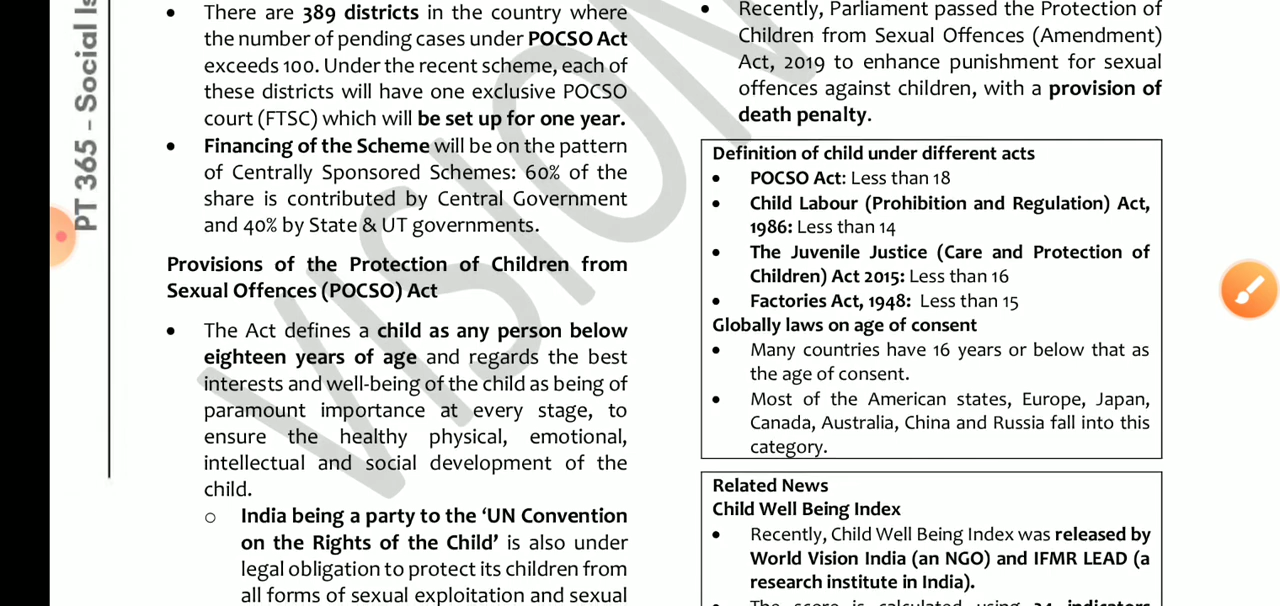 PT 365 - Social Is
VISION
• There are 389 districts in the country where
the number of pending cases under POCSO Act
exceeds 100. Under the recent scheme, each of
these districts will have one exclusive POCSO
court (FTSC) which will be set up for one year.
• Financing of the Scheme will be on the pattern
of Centrally Sponsored Schemes: 60% of the
share is contributed by Central Government
and 40% by State & UT governments.
Provisions of the Protection of Children from
Sexual Offences (POCSO) Act
• The Act defines a child as any person below
eighteen years of age and regards the best
interests and well-being of the child as being of
paramount importance at every stage, to
ensure the healthy physical, emotional,
intellectual and social development of the
child.
o India being a party to the ‘UN Convention
on the Rights of the Child’ is also under
legal obligation to protect its children from
all forms of sexual exploitation and sexual
• Recently, Parliament passed the Protection of
Children from Sexual Offences (Amendment)
Act, 2019 to enhance punishment for sexual
offences against children, with a provision of
death penalty.
Definition of child under different acts
• POCSO Act: Less than 18
• Child Labour (Prohibition and Regulation) Act,
1986: Less than 14
• The Juvenile Justice (Care and Protection of
Children) Act 2015: Less than 16
• Factories Act, 1948: Less than 15
Globally laws on age of consent
• Many countries have 16 years or below that as
the age of consent.
• Most of the American states, Europe, Japan,
Canada, Australia, China and Russia fall into this
category.
Related News
Child Well Being Index
• Recently, Child Well Being Index was released by
World Vision India (an NGO) and IFMR LEAD (a
research institute in India).
• The score is calculated using 24 indicators